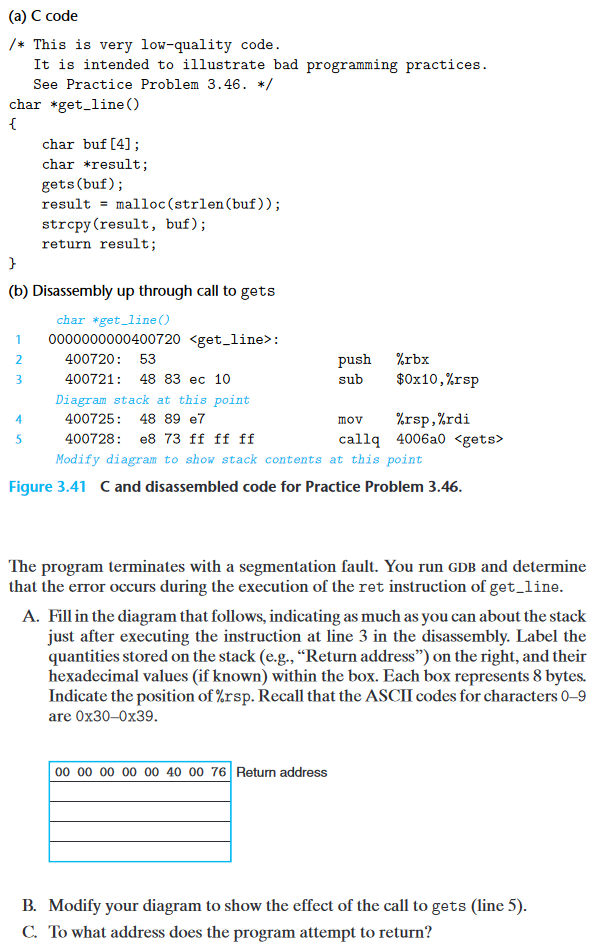 (a) C code
/* This is very low-quality code.
It is intended to illustrate bad programming practices.
See Practice Problem 3.46. */
char *get_line()
{
char buf[4];
char *result;
gets(buf);
result = malloc(strlen(buf));
strcpy(result, buf);
return result;
}
(b) Disassembly up through call to gets
char *get_line()
1 0000000000400720 <get_line>:
2 400720: 53 push %rbx
3 400721: 48 83 ec 10 sub $0x10,%rsp
Diagram stack at this point
4 400725: 48 89 e7 mov %rsp,%rdi
5 400728: e8 73 ff ff ff callq 4006a0 <gets>
Modify diagram to show stack contents at this point
Figure 3.41 C and disassembled code for Practice Problem 3.46.
The program terminates with a segmentation fault. You run GDB and determine
that the error occurs during the execution of the ret instruction of get_line.
A. Fill in the diagram that follows, indicating as much as you can about the stack
just after executing the instruction at line 3 in the disassembly. Label the
quantities stored on the stack (e.g., “Return address”) on the right, and their
hexadecimal values (if known) within the box. Each box represents 8 bytes.
Indicate the position of %rsp. Recall that the ASCII codes for characters 0–9
are 0x30–0x39.
00 00 00 00 00 40 00 76 Return address
B. Modify your diagram to show the effect of the call to gets (line 5).
C. To what address does the program attempt to return?